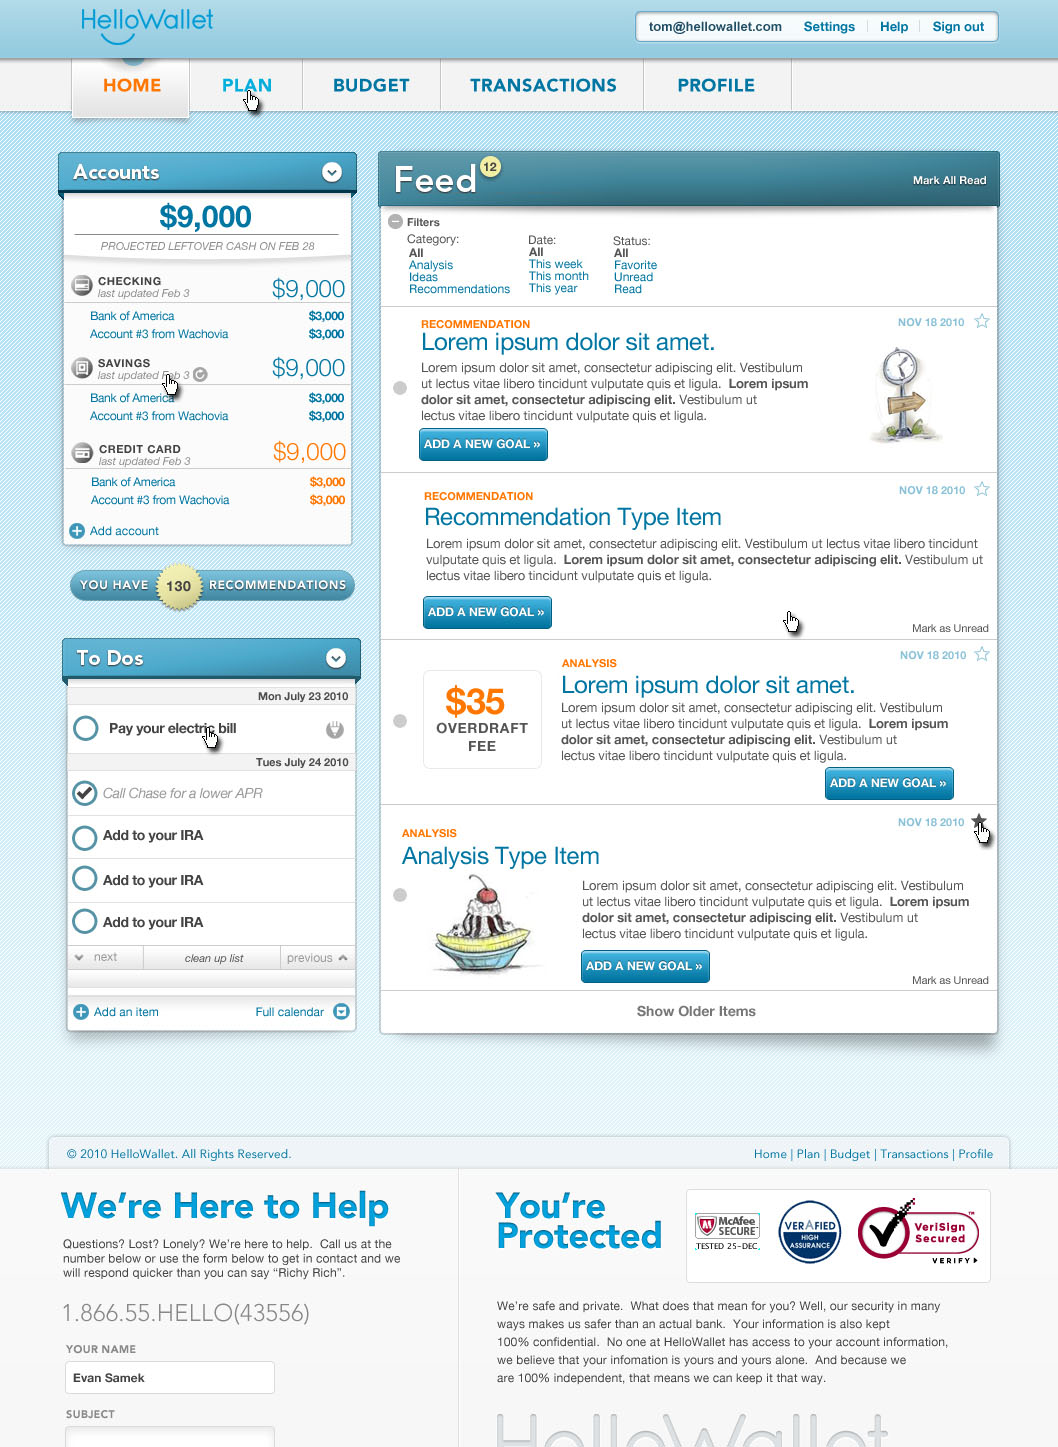 HelloWallet
tom@hellowallet.com Settings Help Sign out
HOME PLAN BUDGET TRANSACTIONS PROFILE
Accounts
$9,000
PROJECTED LEFTOVER CASH ON FEB 28
CHECKING
last updated Feb 3
$9,000
Bank of America $3,000
Account #3 from Wachovia $3,000
SAVINGS
last updated Feb 3
$9,000
Bank of America $3,000
Account #3 from Wachovia $3,000
CREDIT CARD
last updated Feb 3
$9,000
Bank of America $3,000
Account #3 from Wachovia $3,000
Add account
YOU HAVE 130 RECOMMENDATIONS
To Dos
Mon July 23 2010
Pay your electric bill
Tues July 24 2010
Call Chase for a lower APR
Add to your IRA
Add to your IRA
Add to your IRA
next clean up list previous
Add an item Full calendar
Feed 12
Mark All Read
Filters
Category:
All
Analysis
Ideas
Recommendations
Date:
All
This week
This month
This year
Status:
All
Favorite
Unread
Read
RECOMMENDATION
NOV 18 2010
Lorem ipsum dolor sit amet.
Lorem ipsum dolor sit amet, consectetur adipiscing elit. Vestibulum
ut lectus vitae libero tincidunt vulputate quis et ligula. Lorem ipsum
dolor sit amet, consectetur adipiscing elit. Vestibulum ut
lectus vitae libero tincidunt vulputate quis et ligula.
ADD A NEW GOAL »
RECOMMENDATION
NOV 18 2010
Recommendation Type Item
Lorem ipsum dolor sit amet, consectetur adipiscing elit. Vestibulum ut lectus vitae libero tincidunt
vulputate quis et ligula. Lorem ipsum dolor sit amet, consectetur adipiscing elit. Vestibulum ut lectus
vitae libero tincidunt vulputate quis et ligula.
ADD A NEW GOAL »
Mark as Unread
NOV 18 2010
$35
OVERDRAFT
FEE
ANALYSIS
Lorem ipsum dolor sit amet.
Lorem ipsum dolor sit amet, consectetur adipiscing elit. Vestibulum
ut lectus vitae libero tincidunt vulputate quis et ligula. Lorem ipsum
dolor sit amet, consectetur adipiscing elit. Vestibulum ut
lectus vitae libero tincidunt vulputate quis et ligula.
ADD A NEW GOAL »
NOV 18 2010
ANALYSIS
Analysis Type Item
Lorem ipsum dolor sit amet, consectetur adipiscing elit. Vestibulum
ut lectus vitae libero tincidunt vulputate quis et ligula. Lorem ipsum
dolor sit amet, consectetur adipiscing elit. Vestibulum ut
lectus vitae libero tincidunt vulputate quis et ligula.
ADD A NEW GOAL »
Mark as Unread
Show Older Items
© 2010 HelloWallet. All Rights Reserved.
Home | Plan | Budget | Transactions | Profile
We're Here to Help
Questions? Lost? Lonely? We're here to help. Call us at the
number below or use the form below to get in contact and we
will respond quicker than you can say “Richy Rich”.
1.866.55.HELLO(43556)
YOUR NAME
Evan Samek
SUBJECT
You're
Protected
McAfee
SECURE
TESTED 25-DEC
VERAFIED
HIGH
ASSURANCE
VeriSign
Secured
™
VERIFY
We're safe and private. What does that mean for you? Well, our security in many
ways makes us safer than an actual bank. Your information is also kept
100% confidential. No one at HelloWallet has access to your account information,
we believe that your infomation is yours and yours alone. And because we
are 100% independent, that means we can keep it that way.
HelloWallet